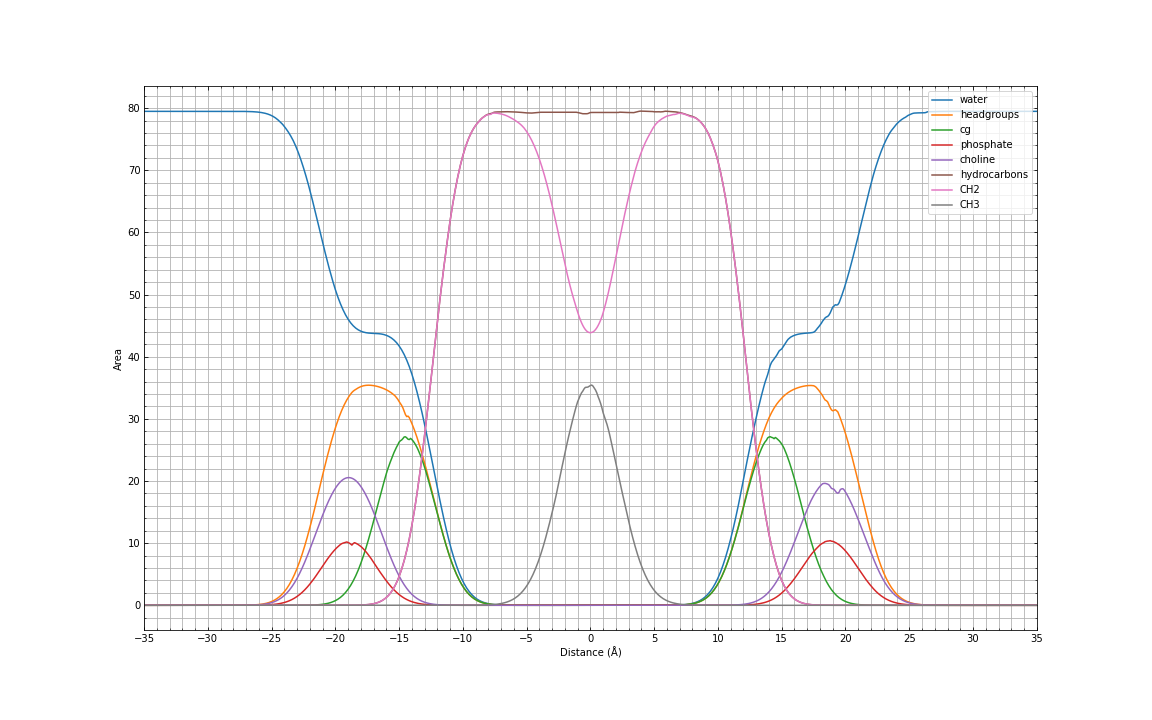 80
70
60
50
40
30
20
10
0
Area
−35 −30 −25 −20 −15 −10 −5 0 5 10 15 20 25 30 35
Distance (Å)
water
headgroups
cg
phosphate
choline
hydrocarbons
CH2
CH3